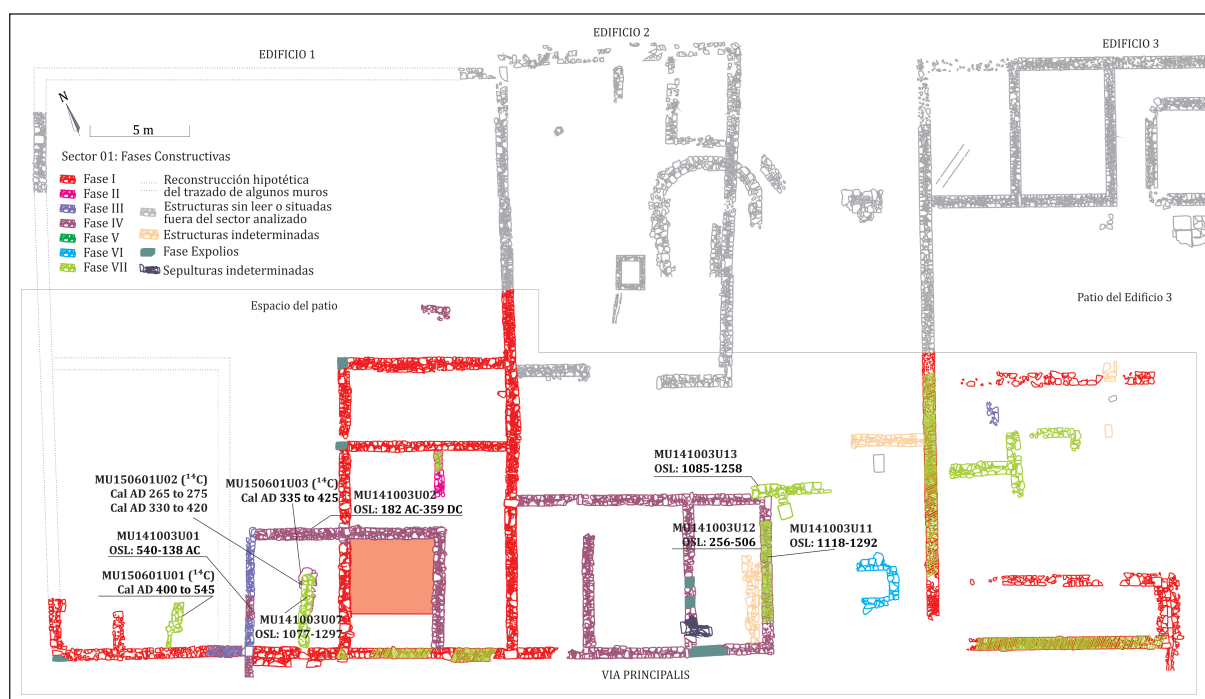 EDIFICIO 1
EDIFICIO 2
EDIFICIO 3
N
5 m
Sector 01: Fases Constructivas
Fase I
Fase II
Fase III
Fase IV
Fase V
Fase VI
Fase VII
Reconstrucción hipotética
del trazado de algunos muros
Estructuras sin leer o situadas
fuera del sector analizado
Estructuras indeterminadas
Fase Expolios
Sepulturas indeterminadas
Espacio del patio
Patio del Edificio 3
MU150601U02 (¹⁴C)
Cal AD 265 to 275
Cal AD 330 to 420
MU150601U03 (¹⁴C)
Cal AD 335 to 425
MU141003U02
OSL: 182 AC-359 DC
MU141003U01
OSL: 540-138 AC
MU150601U01 (¹⁴C)
Cal AD 400 to 545
MU141003U07
OSL: 1077-1297
MU141003U13
OSL: 1085-1258
MU141003U12
OSL: 256-506
MU141003U11
OSL: 1118-1292
VIA PRINCIPALIS